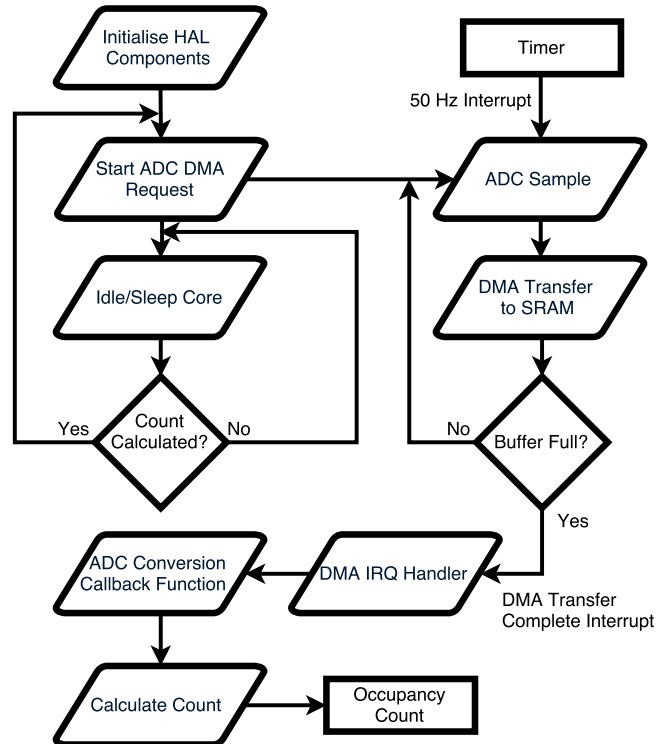 Initialise HAL
Components
Timer
50 Hz Interrupt
Start ADC DMA
Request
ADC Sample
Idle/Sleep Core
DMA Transfer
to SRAM
Yes
Count
Calculated?
No
No
Buffer Full?
Yes
ADC Conversion
Callback Function
DMA IRQ Handler
DMA Transfer
Complete Interrupt
Calculate Count
Occupancy
Count